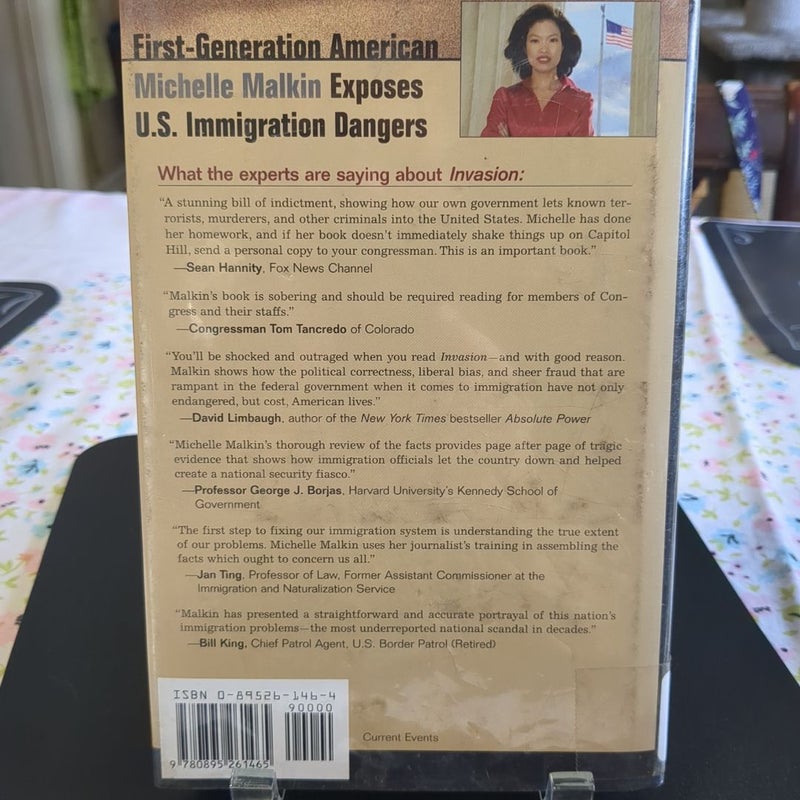 First-Generation American
Michelle Malkin Exposes
U.S. Immigration Dangers
What the experts are saying about Invasion:
“A stunning bill of indictment, showing how our own government lets known ter-
rorists, murderers, and other criminals into the United States. Michelle has done
her homework, and if her book doesn’t immediately shake things up on Capitol
Hill, send a personal copy to your congressman. This is an important book.”
—Sean Hannity, Fox News Channel
“Malkin’s book is sobering and should be required reading for members of Con-
gress and their staffs.”
—Congressman Tom Tancredo of Colorado
“You’ll be shocked and outraged when you read Invasion—and with good reason.
Malkin shows how the political correctness, liberal bias, and sheer fraud that are
rampant in the federal government when it comes to immigration have not only
endangered, but cost, American lives.”
—David Limbaugh, author of the New York Times bestseller Absolute Power
“Michelle Malkin’s thorough review of the facts provides page after page of tragic
evidence that shows how immigration officials let the country down and helped
create a national security fiasco.”
—Professor George J. Borjas, Harvard University’s Kennedy School of
Government
“The first step to fixing our immigration system is understanding the true extent
of our problems. Michelle Malkin uses her journalist’s training in assembling the
facts which ought to concern us all.”
—Jan Ting, Professor of Law, Former Assistant Commissioner at the
Immigration and Naturalization Service
“Malkin has presented a straightforward and accurate portrayal of this nation’s
immigration problems—the most underreported national scandal in decades.”
—Bill King, Chief Patrol Agent, U.S. Border Patrol (Retired)
ISBN 0-89526-146-4
90000
9 780895 261465
Current Events